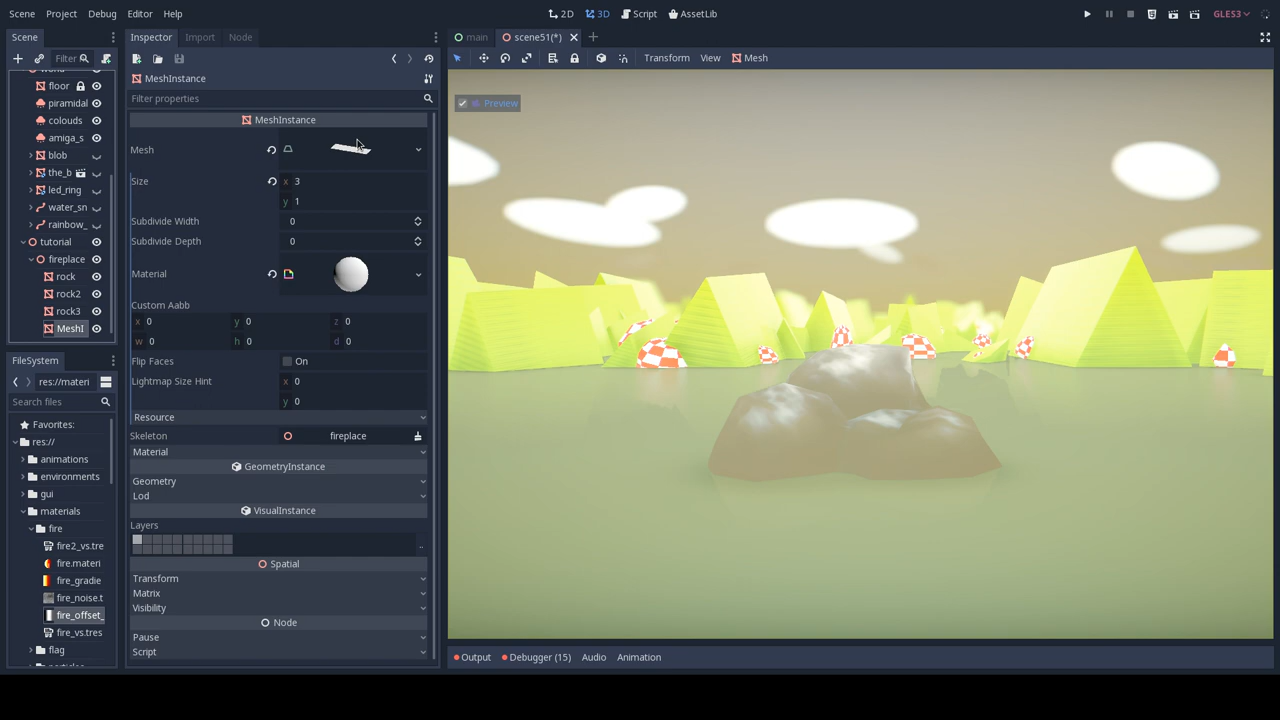 Scene Project Debug Editor Help 2D 3D Script AssetLib GLES3
Scene Inspector Import Node main scene51(*)
Filter
MeshInstance Transform View Mesh
Filter properties
Preview
MeshInstance
Mesh
Size x 3
y 1
Subdivide Width 0
Subdivide Depth 0
Material
Custom Aabb
x 0 y 0 z 0
w 0 h 0 d 0
Flip Faces On
Lightmap Size Hint x 0
y 0
Resource
Skeleton fireplace
Material
GeometryInstance
Geometry
Lod
VisualInstance
Layers
..
Spatial
Transform
Matrix
Visibility
Node
Pause
Script
floor
piramidal
colouds
amiga_s
blob
the_b
led_ring
water_sn
rainbow_
tutorial
fireplace
rock
rock2
rock3
MeshI
FileSystem
res://materi
Search files
Favorites:
res://
animations
environments
gui
materials
fire
fire2_vs.tre
fire.materi
fire_gradie
fire_noise.t
fire_offset_
fire_vs.tres
flag
Output Debugger (15) Audio Animation